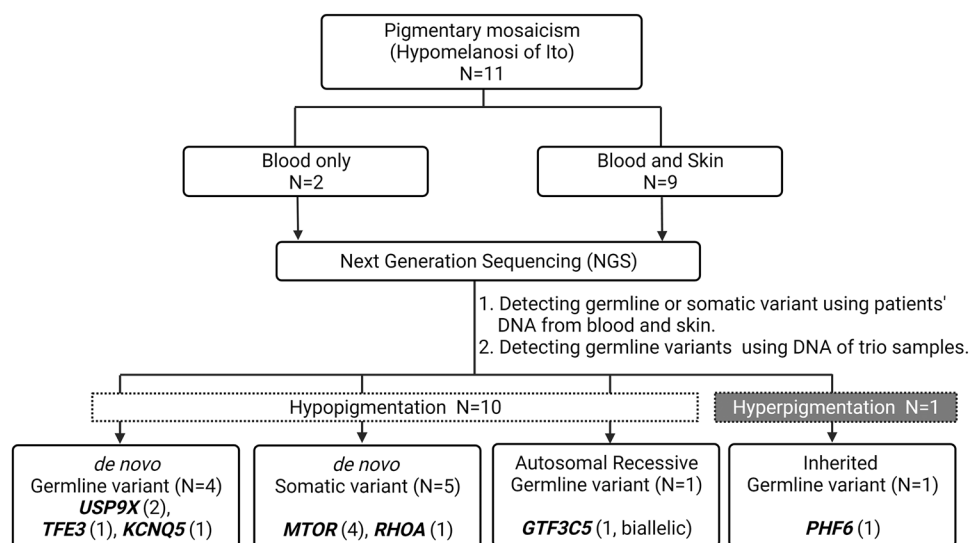 Pigmentary mosaicism
(Hypomelanosi of Ito)
N=11
Blood only
N=2
Blood and Skin
N=9
Next Generation Sequencing (NGS)
1. Detecting germline or somatic variant using patients'
DNA from blood and skin.
2. Detecting germline variants using DNA of trio samples.
Hypopigmentation N=10
Hyperpigmentation N=1
de novo
Germline variant (N=4)
USP9X (2),
TFE3 (1), KCNQ5 (1)
de novo
Somatic variant (N=5)
MTOR (4), RHOA (1)
Autosomal Recessive
Germline variant (N=1)
GTF3C5 (1, biallelic)
Inherited
Germline variant (N=1)
PHF6 (1)